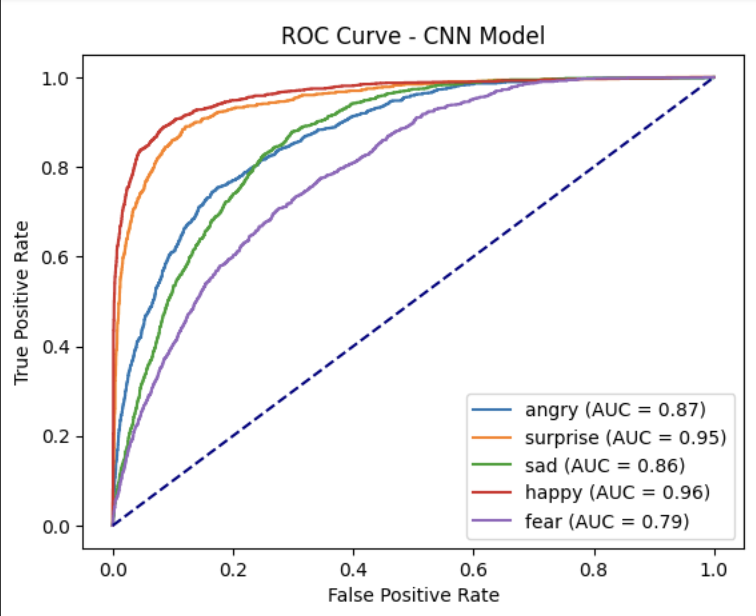 ROC Curve - CNN Model
True Positive Rate
1.0
0.8
0.6
0.4
0.2
0.0
angry (AUC = 0.87)
surprise (AUC = 0.95)
sad (AUC = 0.86)
happy (AUC = 0.96)
fear (AUC = 0.79)
0.0 0.2 0.4 0.6 0.8 1.0
False Positive Rate